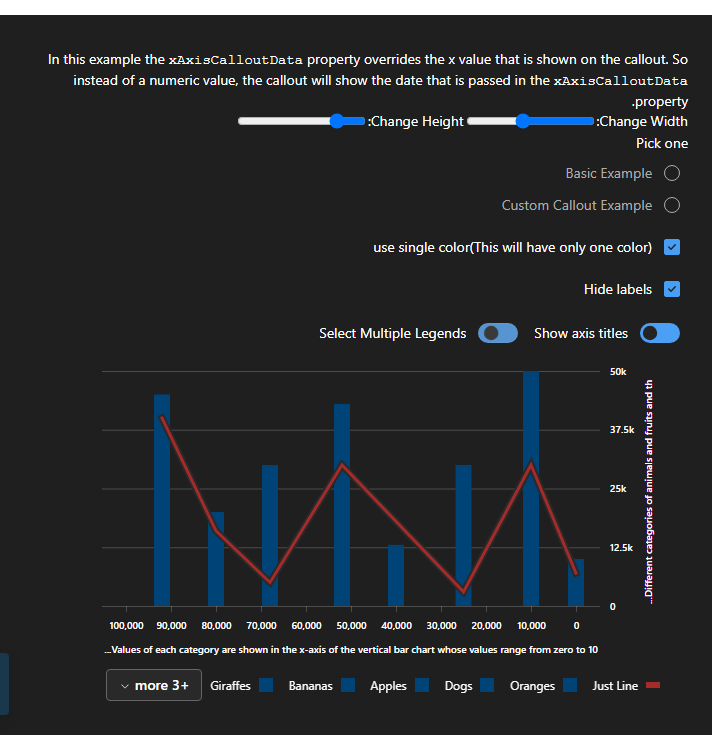 In this example the xAxisCalloutData property overrides the x value that is shown on the callout. So
instead of a numeric value, the callout will show the date that is passed in the xAxisCalloutData
.property
:Change Width
:Change Height
Pick one
Basic Example
Custom Callout Example
use single color(This will have only one color)
Hide labels
Show axis titles
Select Multiple Legends
50k
37.5k
25k
12.5k
0
...Different categories of animals and fruits and th
100,000 90,000 80,000 70,000 60,000 50,000 40,000 30,000 20,000 10,000 0
...Values of each category are shown in the x-axis of the vertical bar chart whose values range from zero to 10
more 3+ Giraffes Bananas Apples Dogs Oranges Just Line